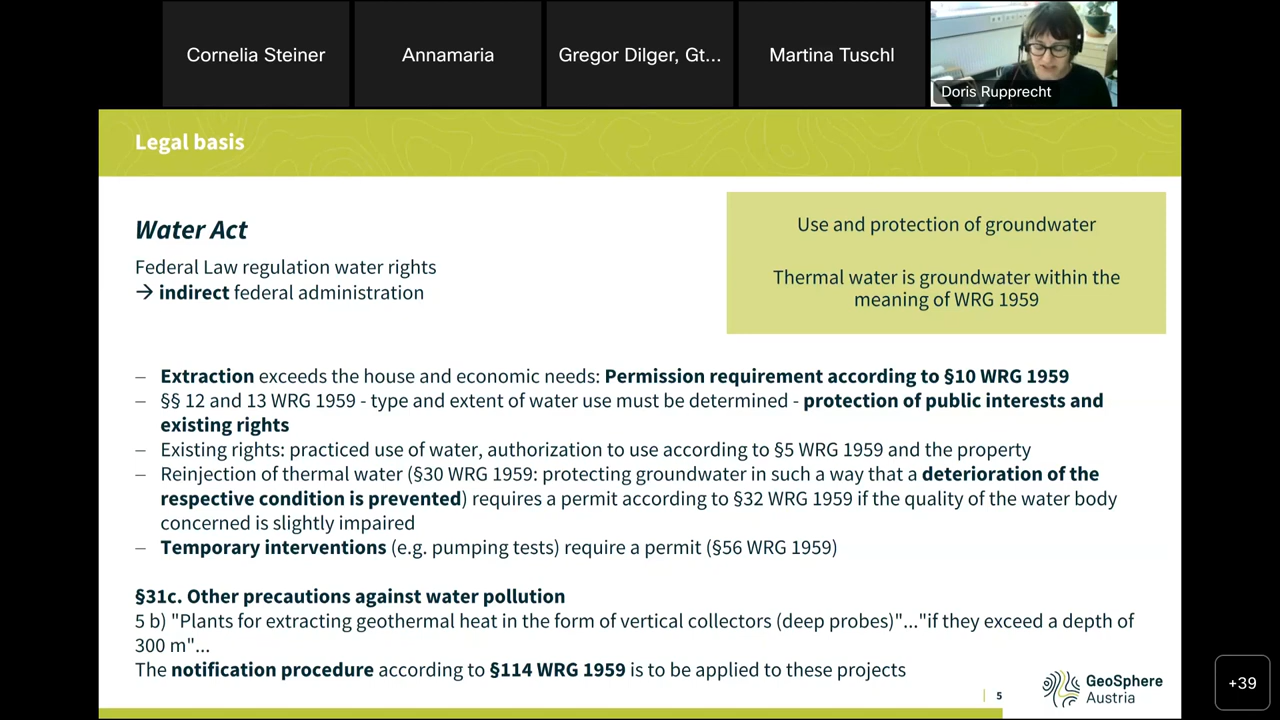 Cornelia Steiner
Annamaria
Gregor Dilger, Gt...
Martina Tuschl
Doris Rupprecht
Legal basis
Water Act
Federal Law regulation water rights
→ indirect federal administration
Use and protection of groundwater
Thermal water is groundwater within the
meaning of WRG 1959
– Extraction exceeds the house and economic needs: Permission requirement according to §10 WRG 1959
– §§ 12 and 13 WRG 1959 - type and extent of water use must be determined - protection of public interests and
existing rights
– Existing rights: practiced use of water, authorization to use according to §5 WRG 1959 and the property
– Reinjection of thermal water (§30 WRG 1959: protecting groundwater in such a way that a deterioration of the
respective condition is prevented) requires a permit according to §32 WRG 1959 if the quality of the water body
concerned is slightly impaired
– Temporary interventions (e.g. pumping tests) require a permit (§56 WRG 1959)
§31c. Other precautions against water pollution
5 b) "Plants for extracting geothermal heat in the form of vertical collectors (deep probes)"..."if they exceed a depth of
300 m"...
The notification procedure according to §114 WRG 1959 is to be applied to these projects
5
GeoSphere
Austria
+39